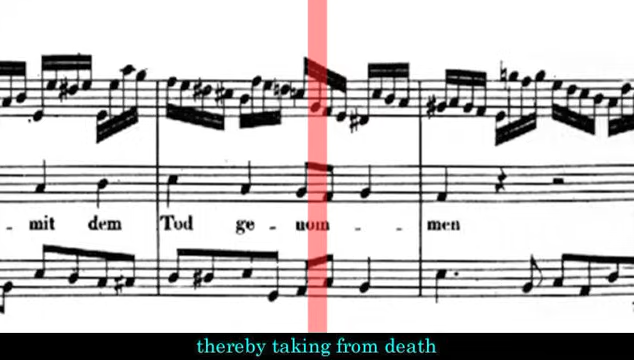 - mit dem Tod ge - nom - - men
thereby taking from death